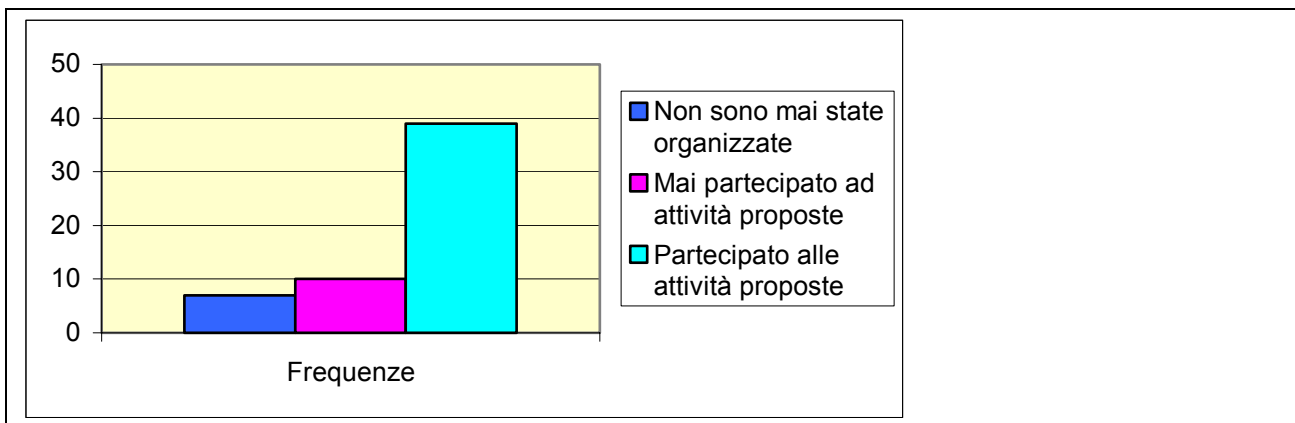 50
40
30
20
10
0
Frequenze
Non sono mai state
organizzate
Mai partecipato ad
attività proposte
Partecipato alle
attività proposte